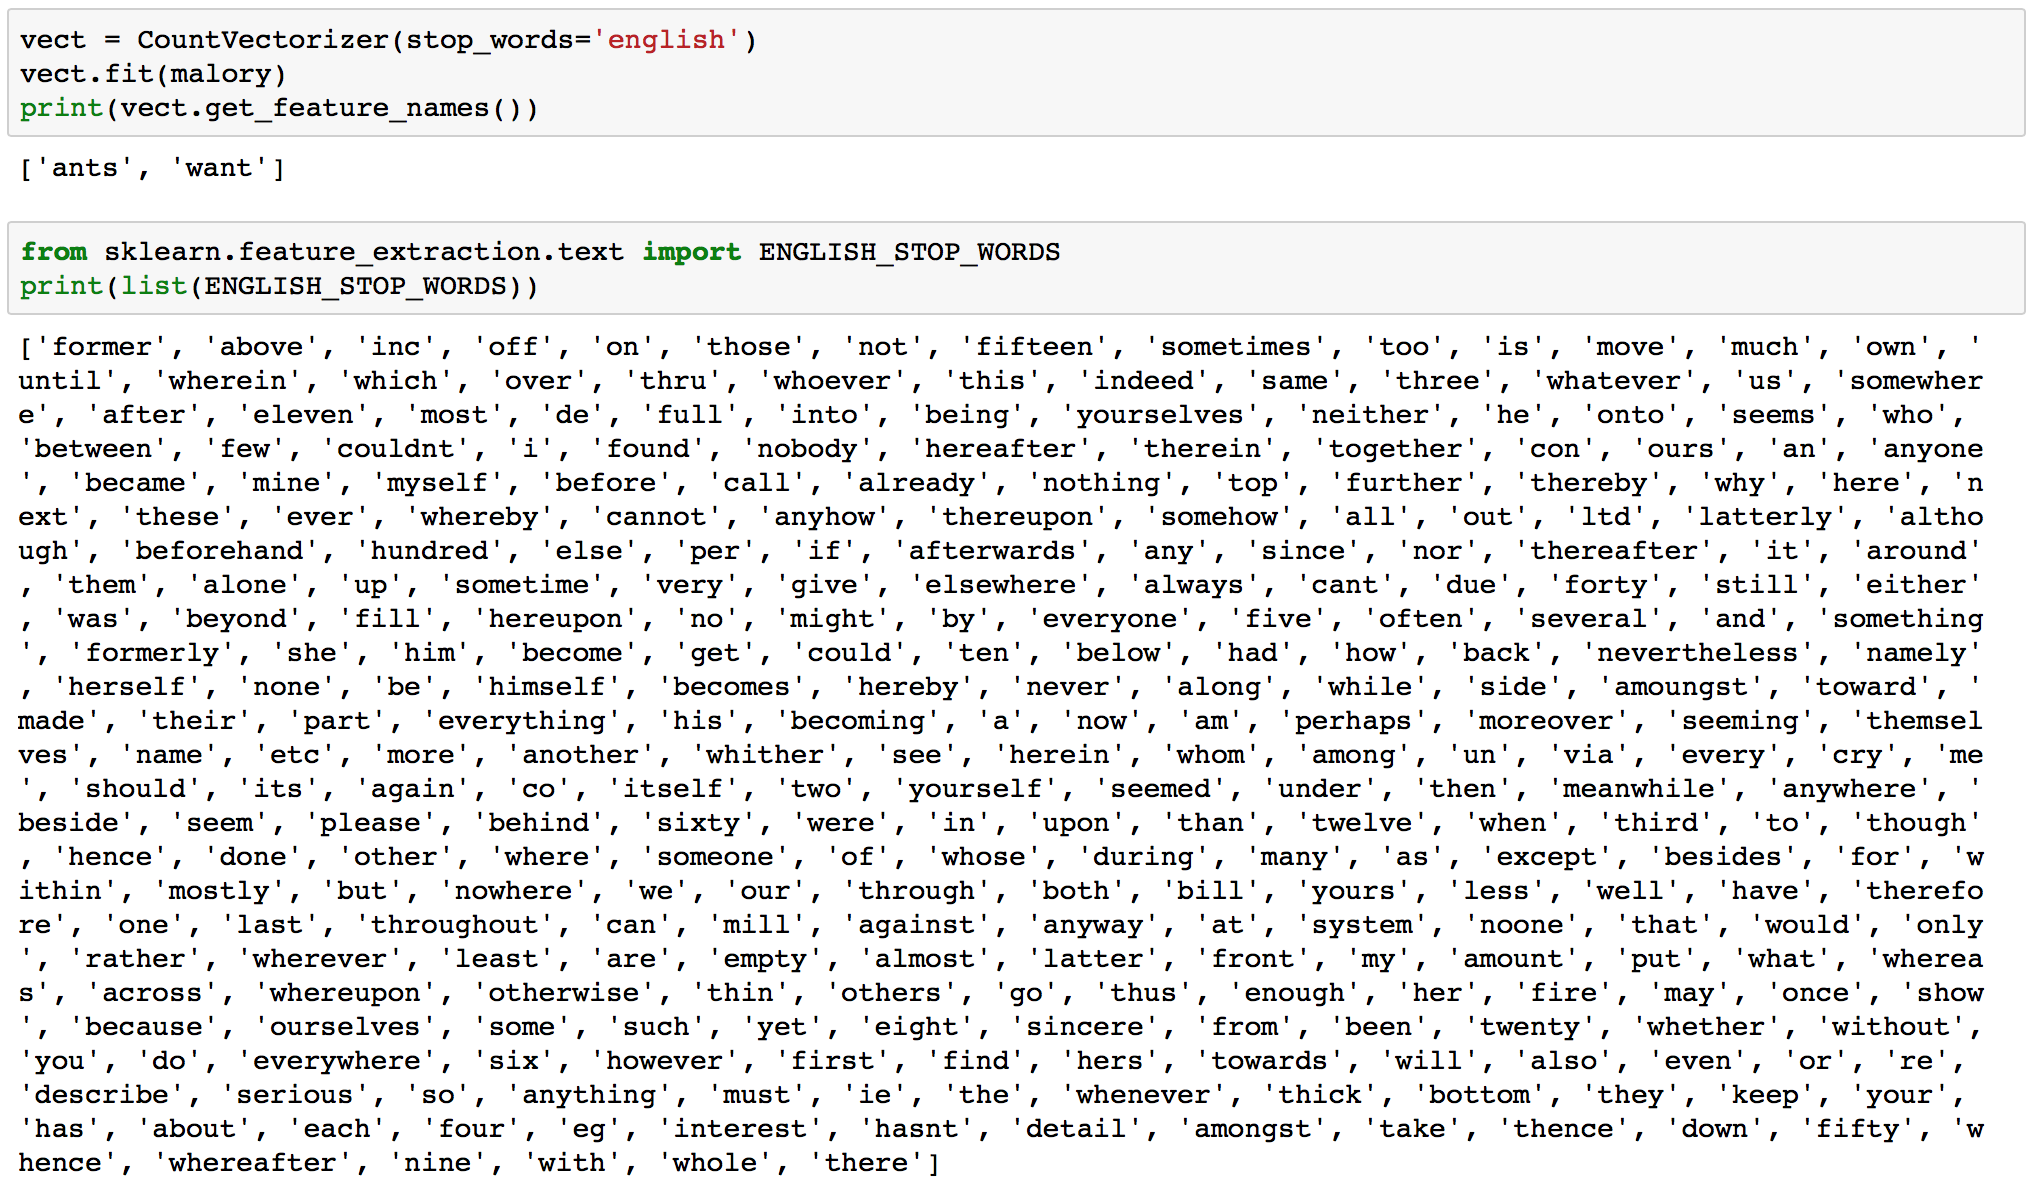 vect = CountVectorizer(stop_words='english')
vect.fit(malory)
print(vect.get_feature_names())
['ants', 'want']
from sklearn.feature_extraction.text import ENGLISH_STOP_WORDS
print(list(ENGLISH_STOP_WORDS))
['former', 'above', 'inc', 'off', 'on', 'those', 'not', 'fifteen', 'sometimes', 'too', 'is', 'move', 'much', 'own', '
until', 'wherein', 'which', 'over', 'thru', 'whoever', 'this', 'indeed', 'same', 'three', 'whatever', 'us', 'somewher
e', 'after', 'eleven', 'most', 'de', 'full', 'into', 'being', 'yourselves', 'neither', 'he', 'onto', 'seems', 'who',
'between', 'few', 'couldnt', 'i', 'found', 'nobody', 'hereafter', 'therein', 'together', 'con', 'ours', 'an', 'anyone
', 'became', 'mine', 'myself', 'before', 'call', 'already', 'nothing', 'top', 'further', 'thereby', 'why', 'here', 'n
ext', 'these', 'ever', 'whereby', 'cannot', 'anyhow', 'thereupon', 'somehow', 'all', 'out', 'ltd', 'latterly', 'altho
ugh', 'beforehand', 'hundred', 'else', 'per', 'if', 'afterwards', 'any', 'since', 'nor', 'thereafter', 'it', 'around'
, 'them', 'alone', 'up', 'sometime', 'very', 'give', 'elsewhere', 'always', 'cant', 'due', 'forty', 'still', 'either'
, 'was', 'beyond', 'fill', 'hereupon', 'no', 'might', 'by', 'everyone', 'five', 'often', 'several', 'and', 'something
', 'formerly', 'she', 'him', 'become', 'get', 'could', 'ten', 'below', 'had', 'how', 'back', 'nevertheless', 'namely'
, 'herself', 'none', 'be', 'himself', 'becomes', 'hereby', 'never', 'along', 'while', 'side', 'amoungst', 'toward', '
made', 'their', 'part', 'everything', 'his', 'becoming', 'a', 'now', 'am', 'perhaps', 'moreover', 'seeming', 'themsel
ves', 'name', 'etc', 'more', 'another', 'whither', 'see', 'herein', 'whom', 'among', 'un', 'via', 'every', 'cry', 'me
', 'should', 'its', 'again', 'co', 'itself', 'two', 'yourself', 'seemed', 'under', 'then', 'meanwhile', 'anywhere', '
beside', 'seem', 'please', 'behind', 'sixty', 'were', 'in', 'upon', 'than', 'twelve', 'when', 'third', 'to', 'though'
, 'hence', 'done', 'other', 'where', 'someone', 'of', 'whose', 'during', 'many', 'as', 'except', 'besides', 'for', 'w
ithin', 'mostly', 'but', 'nowhere', 'we', 'our', 'through', 'both', 'bill', 'yours', 'less', 'well', 'have', 'therefo
re', 'one', 'last', 'throughout', 'can', 'mill', 'against', 'anyway', 'at', 'system', 'noone', 'that', 'would', 'only
', 'rather', 'wherever', 'least', 'are', 'empty', 'almost', 'latter', 'front', 'my', 'amount', 'put', 'what', 'wherea
s', 'across', 'whereupon', 'otherwise', 'thin', 'others', 'go', 'thus', 'enough', 'her', 'fire', 'may', 'once', 'show
', 'because', 'ourselves', 'some', 'such', 'yet', 'eight', 'sincere', 'from', 'been', 'twenty', 'whether', 'without',
'you', 'do', 'everywhere', 'six', 'however', 'first', 'find', 'hers', 'towards', 'will', 'also', 'even', 'or', 're',
'describe', 'serious', 'so', 'anything', 'must', 'ie', 'the', 'whenever', 'thick', 'bottom', 'they', 'keep', 'your',
'has', 'about', 'each', 'four', 'eg', 'interest', 'hasnt', 'detail', 'amongst', 'take', 'thence', 'down', 'fifty', 'w
hence', 'whereafter', 'nine', 'with', 'whole', 'there']